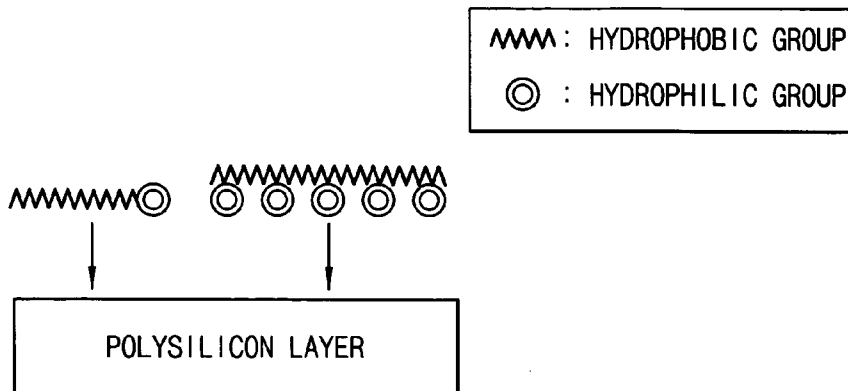 : HYDROPHOBIC GROUP
: HYDROPHILIC GROUP
POLYSILICON LAYER